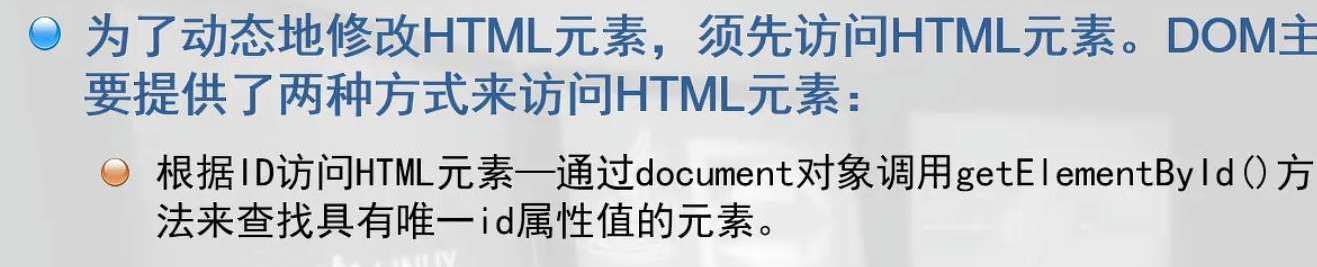 为了动态地修改HTML元素，须先访问HTML元素。DOM主
要提供了两种方式来访问HTML元素：
根据ID访问HTML元素—通过document对象调用getElementById()方
法来查找具有唯一id属性值的元素。